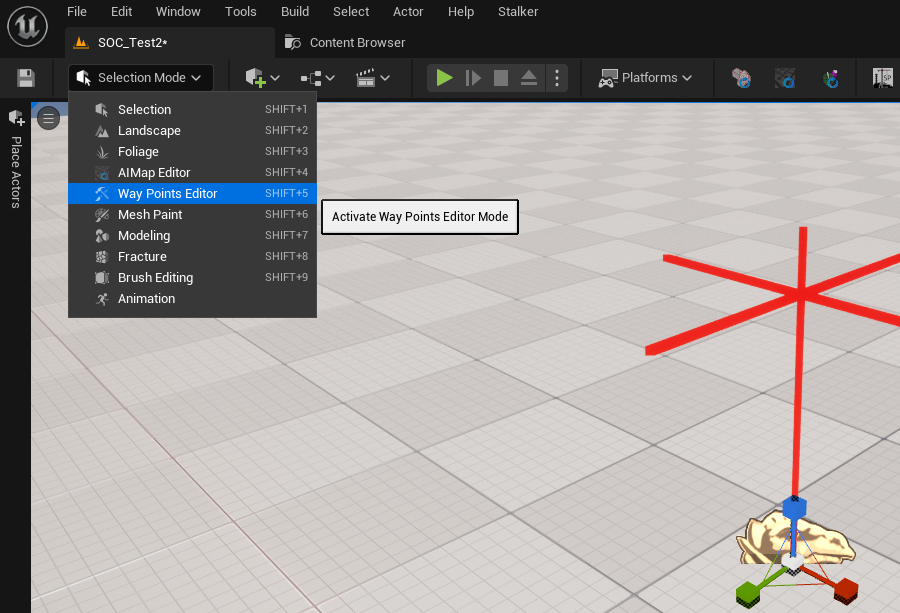 File Edit Window Tools Build Select Actor Help Stalker
SOC_Test2* Content Browser
Selection Mode Platforms
Selection SHIFT+1
Landscape SHIFT+2
Foliage SHIFT+3
AIMap Editor SHIFT+4
Way Points Editor SHIFT+5
Mesh Paint SHIFT+6
Modeling SHIFT+7
Fracture SHIFT+8
Brush Editing SHIFT+9
Animation
Activate Way Points Editor Mode
Place Actors